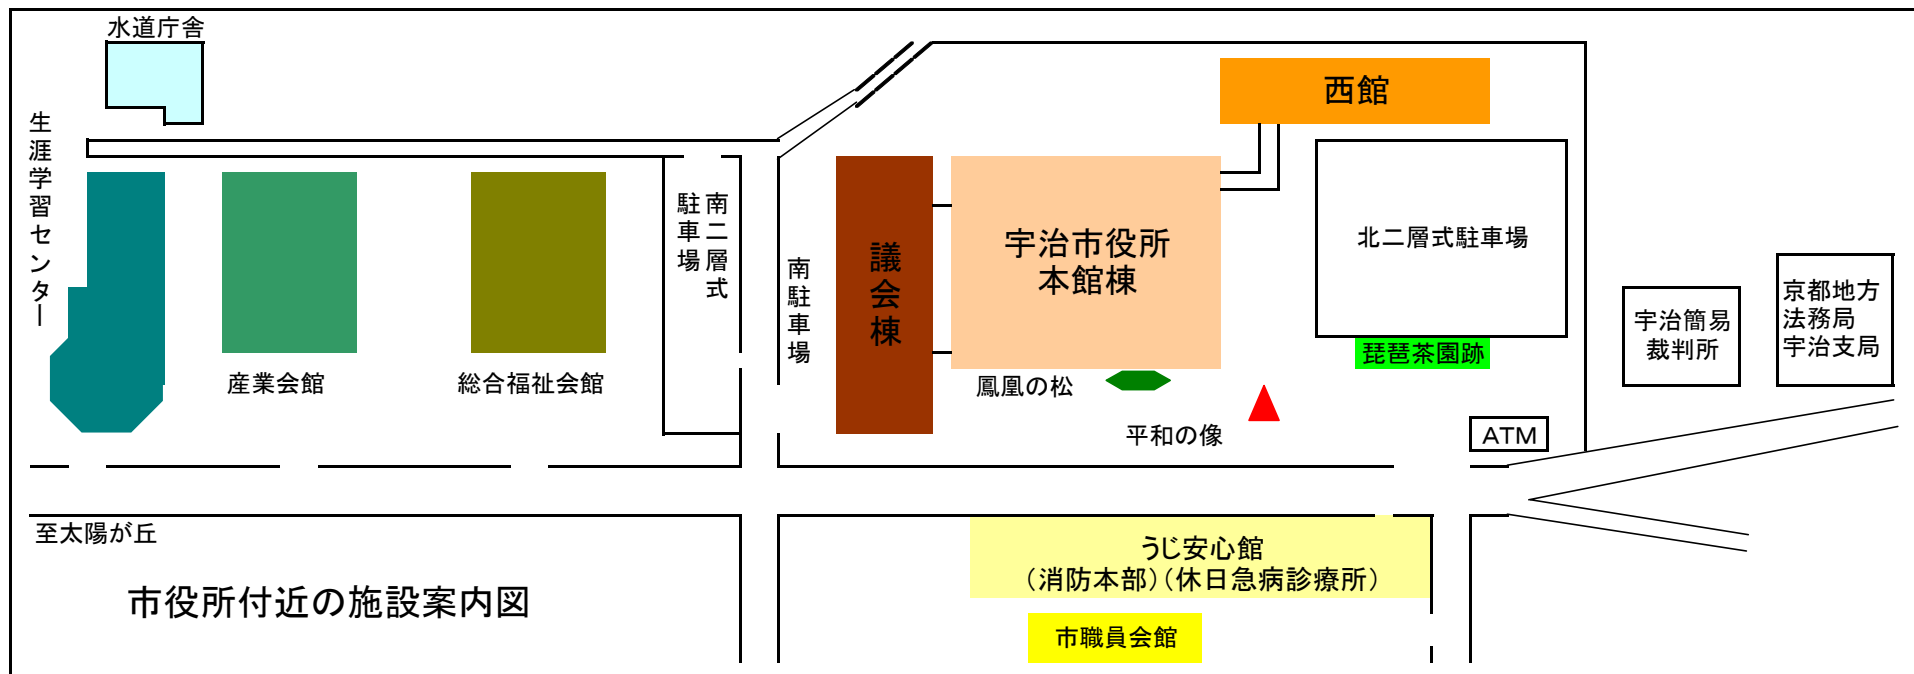 水道庁舎
西館
生涯学習センター
南二層式
駐車場
南駐車場
議会棟
宇治市役所
本館棟
北二層式駐車場
琵琶茶園跡
宇治簡易
裁判所
京都地方
法務局
宇治支局
産業会館
総合福祉会館
鳳凰の松
平和の像
ATM
至太陽が丘
うじ安心館
（消防本部）（休日急病診療所）
市役所付近の施設案内図
市職員会館